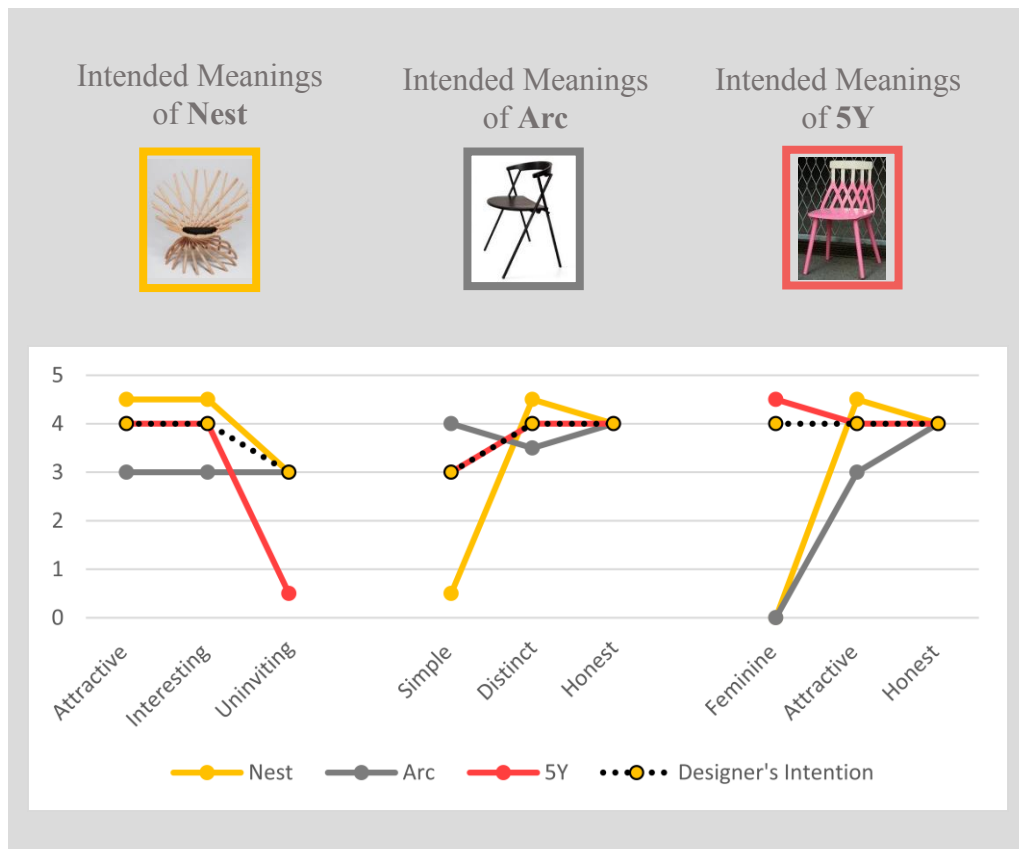 Intended Meanings
of Nest
Intended Meanings
of Arc
Intended Meanings
of 5Y
5
4
3
2
1
0
Attractive
Interesting
Uninviting
Simple
Distinct
Honest
Feminine
Attractive
Honest
Nest
Arc
5Y
Designer's Intention